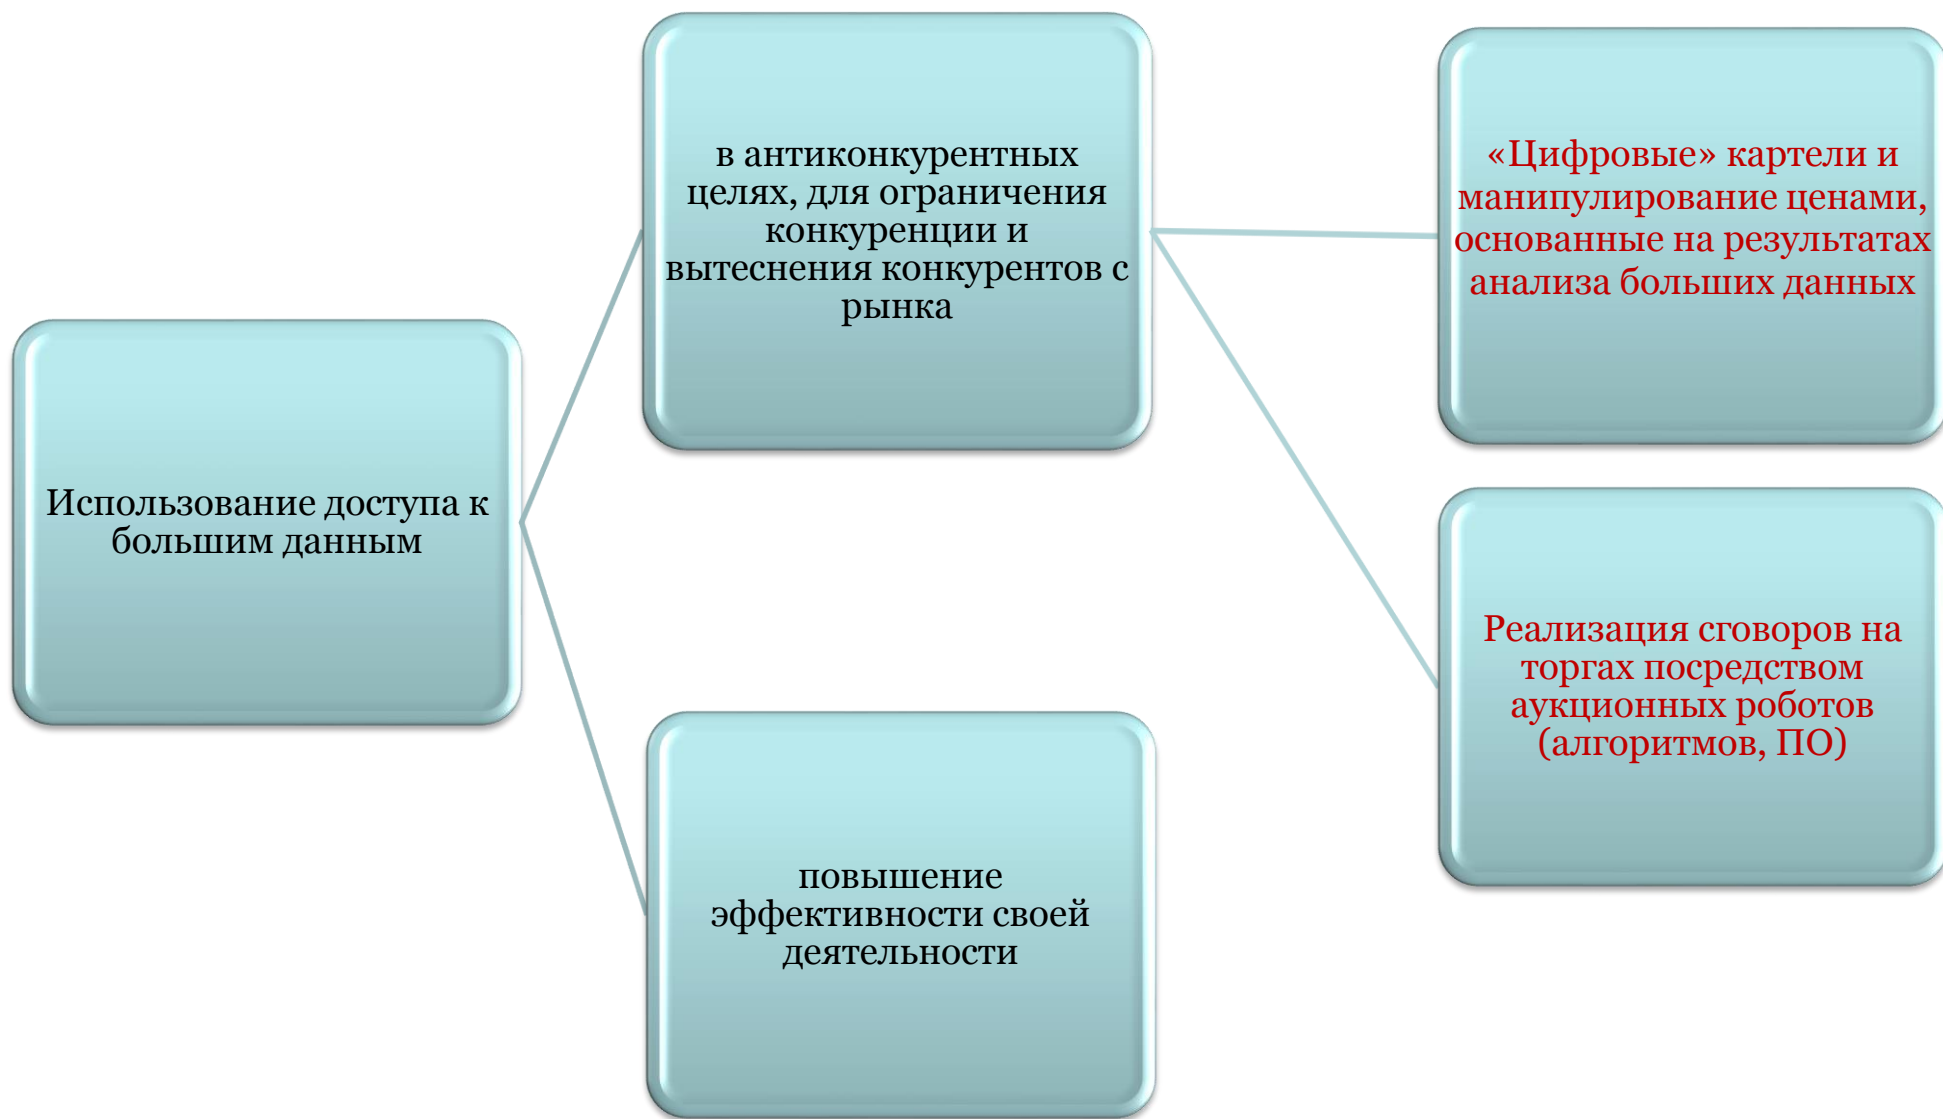 Использование доступа к
большим данным
в антиконкурентных
целях, для ограничения
конкуренции и
вытеснения конкурентов с
рынка
«Цифровые» картели и
манипулирование ценами,
основанные на результатах
анализа больших данных
Реализация сговоров на
торгах посредством
аукционных роботов
(алгоритмов, ПО)
повышение
эффективности своей
деятельности